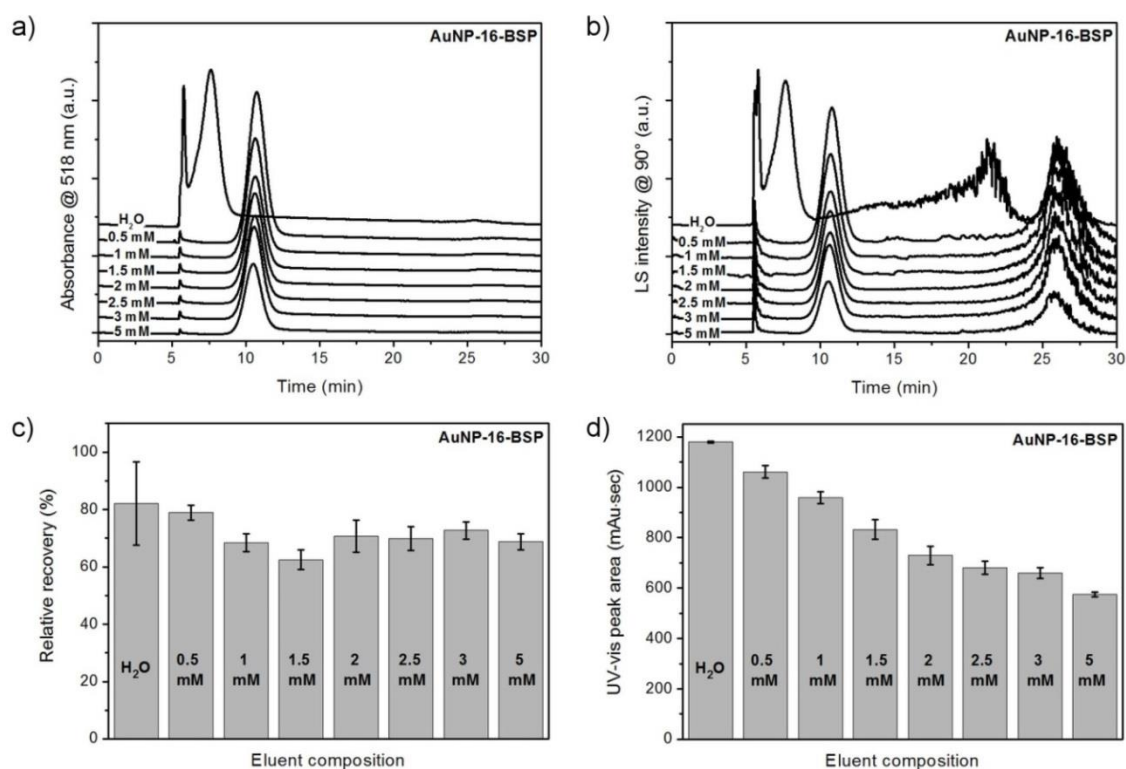 a)
AuNP-16-BSP
Absorbance @ 518 nm (a.u.)
H₂O
0.5 mM
1 mM
1.5 mM
2 mM
2.5 mM
3 mM
5 mM
0 5 10 15 20 25 30
Time (min)
b)
AuNP-16-BSP
LS intensity @ 90° (a.u.)
H₂O
0.5 mM
1 mM
1.5 mM
2 mM
2.5 mM
3 mM
5 mM
0 5 10 15 20 25 30
Time (min)
c)
AuNP-16-BSP
Relative recovery (%)
100
80
60
40
20
0
H₂O 0.5 1 1.5 2 2.5 3 5
mM mM mM mM mM mM mM
Eluent composition
d)
AuNP-16-BSP
UV-vis peak area (mAu·sec)
1200
1000
800
600
400
200
0
H₂O 0.5 1 1.5 2 2.5 3 5
mM mM mM mM mM mM mM
Eluent composition